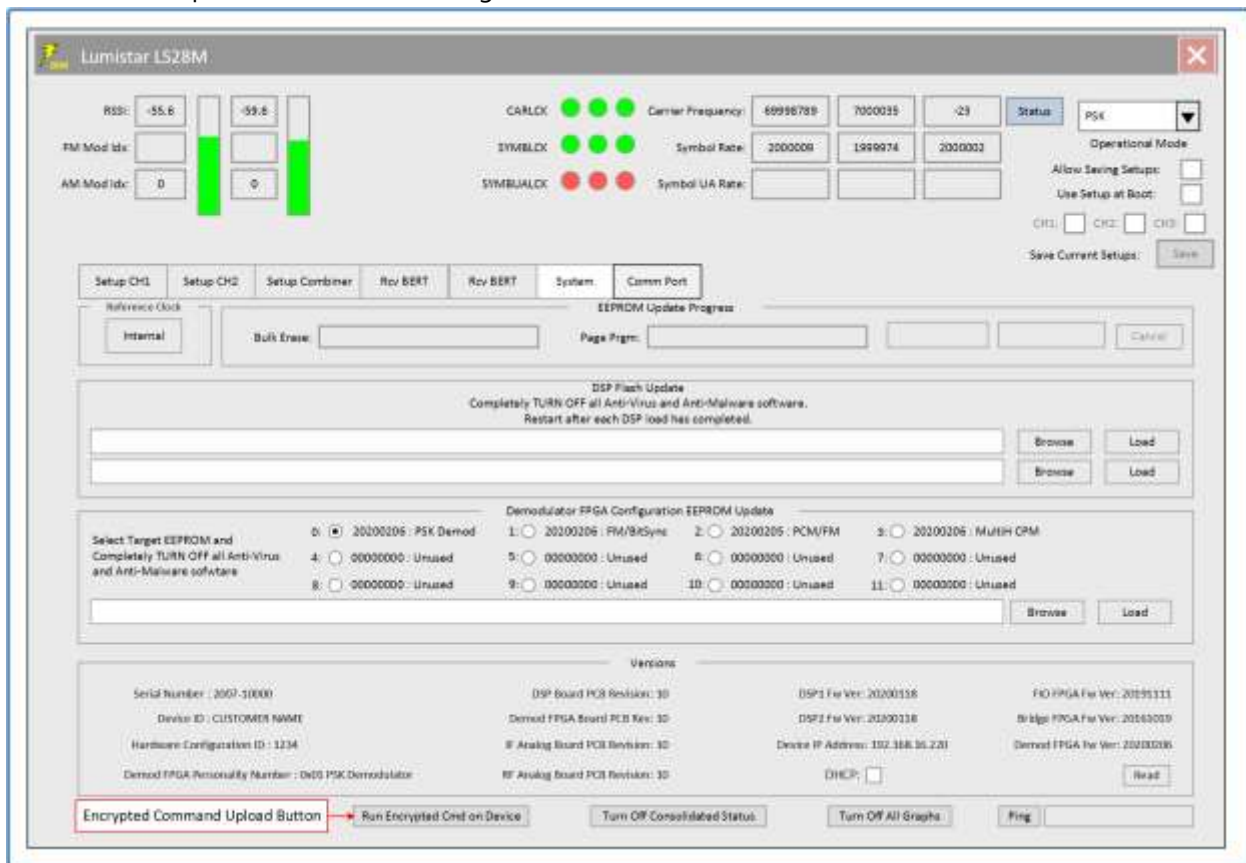 Lumistar LS28M
RSSI: -55.6 -59.6 CARLCK Carrier Frequency: 69998789 7000035 -23 Status PSK
FM Mod Idx: SYMBLCK Symbol Rate: 2000009 1999974 2000002 Operational Mode
AM Mod Idx: 0 0 SYMBUALCK Symbol UA Rate: Allow Saving Setups:
Use Setup at Boot:
CH1: CH2: CH3:
Save Current Setups: Save
Setup CH1 Setup CH2 Setup Combiner Rcv BERT Rcv BERT System Comm Port
Reference Clock EEPROM Update Progress
Internal Bulk Erase: Page Prgm: Cancel
DSP Flash Update
Completely TURN OFF all Anti-Virus and Anti-Malware software.
Restart after each DSP load has completed.
Browse Load
Browse Load
Demodulator FPGA Configuration EEPROM Update
Select Target EEPROM and
Completely TURN OFF all Anti-Virus
and Anti-Malware sofwtare
0: 20200206 : PSK Demod 1: 20200206 : FM/BitSync 2: 20200205 : PCM/FM 3: 20200206 : MultiH CPM
4: 00000000 : Unused 5: 00000000 : Unused 6: 00000000 : Unused 7: 00000000 : Unused
8: 00000000 : Unused 9: 00000000 : Unused 10: 00000000 : Unused 11: 00000000 : Unused
Browse Load
Versions
Serial Number : 2007-10000 DSP Board PCB Revision: 10 DSP1 Fw Ver: 20200118 FIO FPGA Fw Ver: 20191111
Device ID : CUSTOMER NAME Demod FPGA Board PCB Rev: 10 DSP2 Fw Ver: 20200118 Bridge FPGA Fw Ver:
Hardware Configuration ID : 1234 IF Analog Board PCB Revision: 10 Device IP Address: 192.168.16.220 Demod FPGA Fw Ver: 20200206
Demod FPGA Personality Number : 0x05 PSK Demodulator RF Analog Board PCB Revision: 10 DHCP: Read
Encrypted Command Upload Button Run Encrypted Cmd on Device Turn Off Consolidated Status Turn Off All Graphs Ping